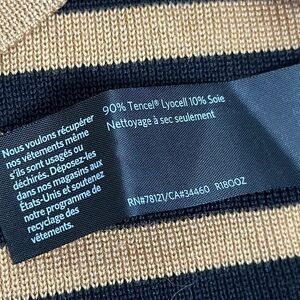 90% Tencel® Lyocell 10% Soie
Nettoyage à sec seulement
Nous voulons récupérer
nos vêtements même
s'ils sont usagés ou
déchirés. Déposez-les
dans nos magasins aux
États-Unis et soutenez
notre programme de
recyclage des
vêtements.
RN#78121/CA#34460 R18OOZ